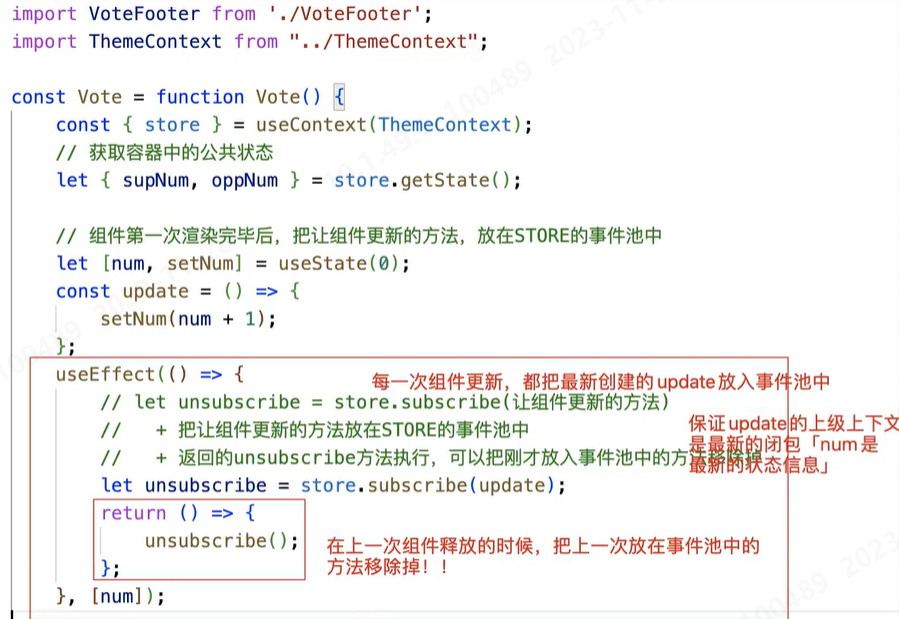 import VoteFooter from './VoteFooter';
import ThemeContext from "../ThemeContext";
const Vote = function Vote() {
const { store } = useContext(ThemeContext);
// 获取容器中的公共状态
let { supNum, oppNum } = store.getState();
// 组件第一次渲染完毕后，把让组件更新的方法，放在STORE的事件池中
let [num, setNum] = useState(0);
const update = () => {
setNum(num + 1);
};
useEffect(() => {
每一次组件更新，都把最新创建的update放入事件池中
// let unsubscribe = store.subscribe(让组件更新的方法)
// + 把让组件更新的方法放在STORE的事件池中
// + 返回的unsubscribe方法执行，可以把刚才放入事件池中的方法移除掉
保证update的上级上下文
是最新的闭包「num是
最新的状态信息」
let unsubscribe = store.subscribe(update);
return () => {
unsubscribe();
};
在上一次组件释放的时候，把上一次放在事件池中的
方法移除掉！！
}, [num]);